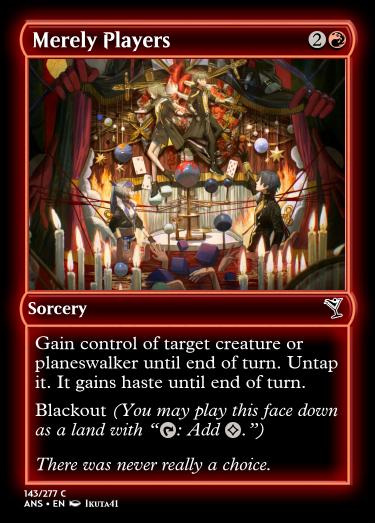 Merely Players
2
Sorcery
Gain control of target creature or
planeswalker until end of turn. Untap
it. It gains haste until end of turn.
Blackout (You may play this face down
as a land with “: Add .”)
There was never really a choice.
143/277 C
ANS • EN Ikuta41